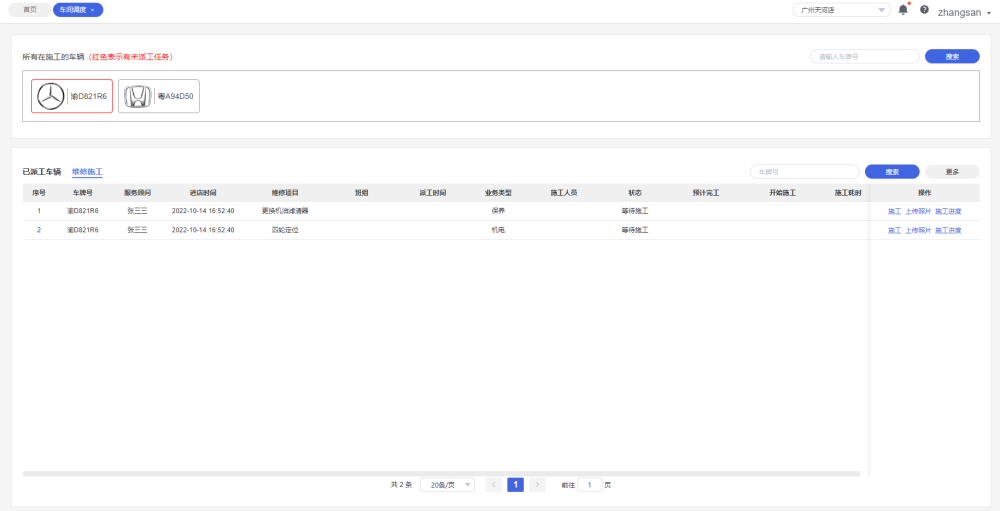 首页 车间调度 × 广州天河店 zhangsan
所有在施工的车辆（红色表示有未派工任务） 请输入车牌号 搜索
渝D821R6 粤A94D50
已派工车辆 维修施工 车牌号 搜索 更多
序号 车牌号 服务顾问 进店时间 维修项目 班组 派工时间 业务类型 施工人员 状态 预计完工 开始施工 施工耗时 操作
1 渝D821R6 张三三 2022-10-14 16:52:40 更换机油滤清器 保养 等待施工 施工 上传照片 施工进度
2 渝D821R6 张三三 2022-10-14 16:52:40 四轮定位 机电 等待施工 施工 上传照片 施工进度
共 2 条 20条/页 < 1 > 前往 1 页